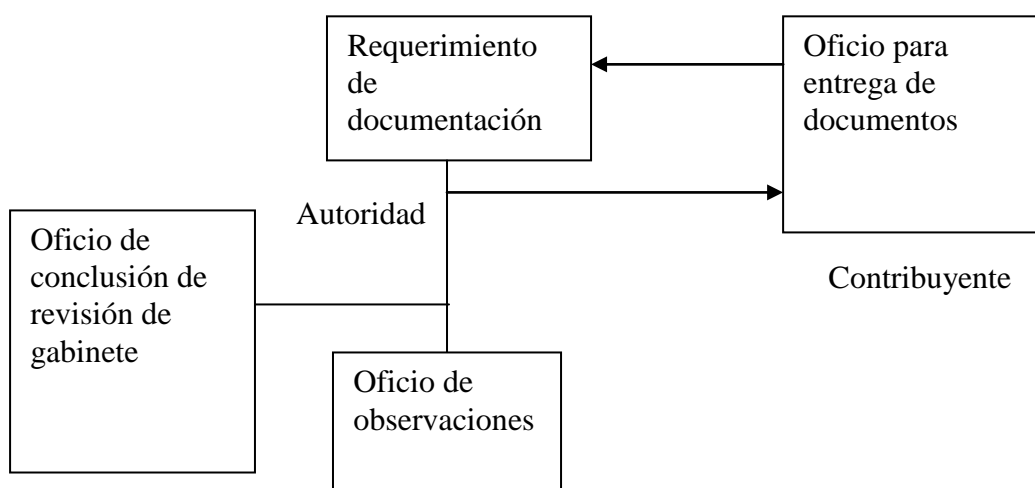 Requerimiento
de
documentación
Oficio para
entrega de
documentos
Autoridad
Contribuyente
Oficio de
conclusión de
revisión de
gabinete
Oficio de
observaciones